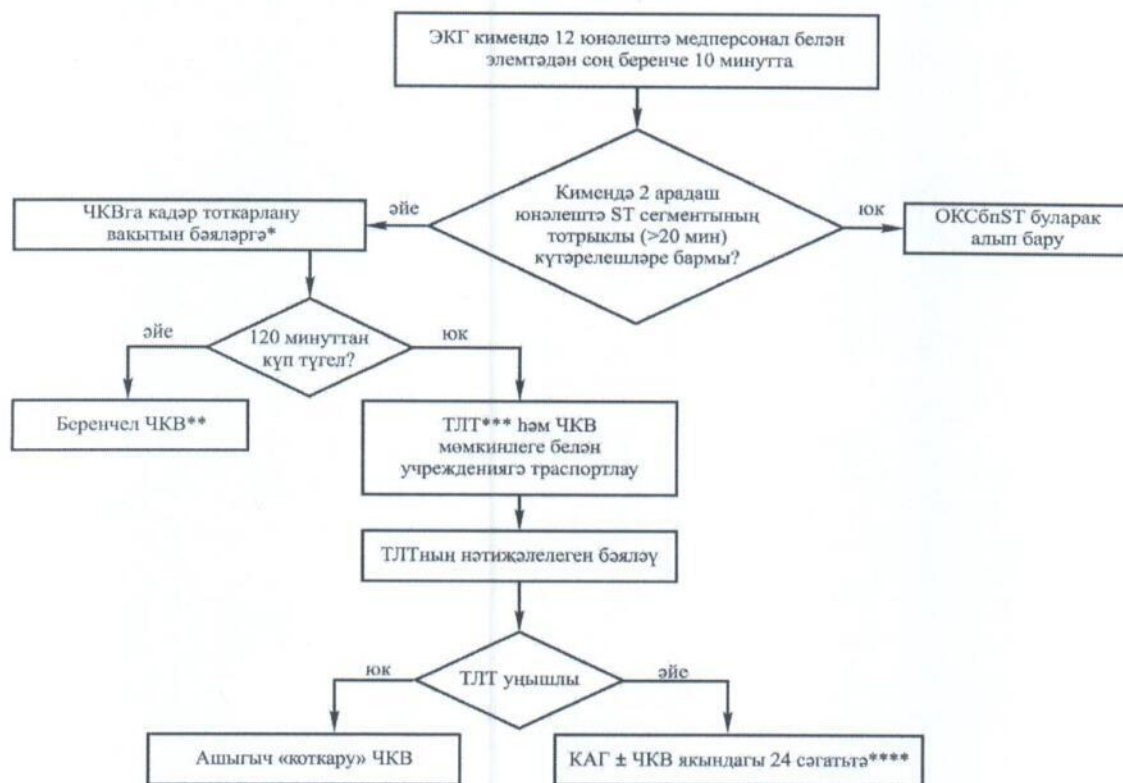 ЭКГ кимендә 12 юнәлештә медперсонал белән
элемтәдән соң беренче 10 минутта
Кимендә 2 арадаш
юнәлештә ST сегментының
тотрыклы (>20 мин)
күтәрелешләре бармы?
әйе
юк
ЧКВга кадәр тоткарлану
вакытын бәяләргә*
ОКСбпST буларак
алып бару
120 минуттан
күп түгел?
әйе
юк
Беренчел ЧКВ**
ТЛТ*** һәм ЧКВ
мөмкинлеге белән
учреждениягә траспортлау
ТЛТның нәтиҗәлелеген бәяләү
ТЛТ уңышлы
юк
әйе
Ашыгыч «коткару» ЧКВ
КАГ ± ЧКВ якындагы 24 сәгатьтә****